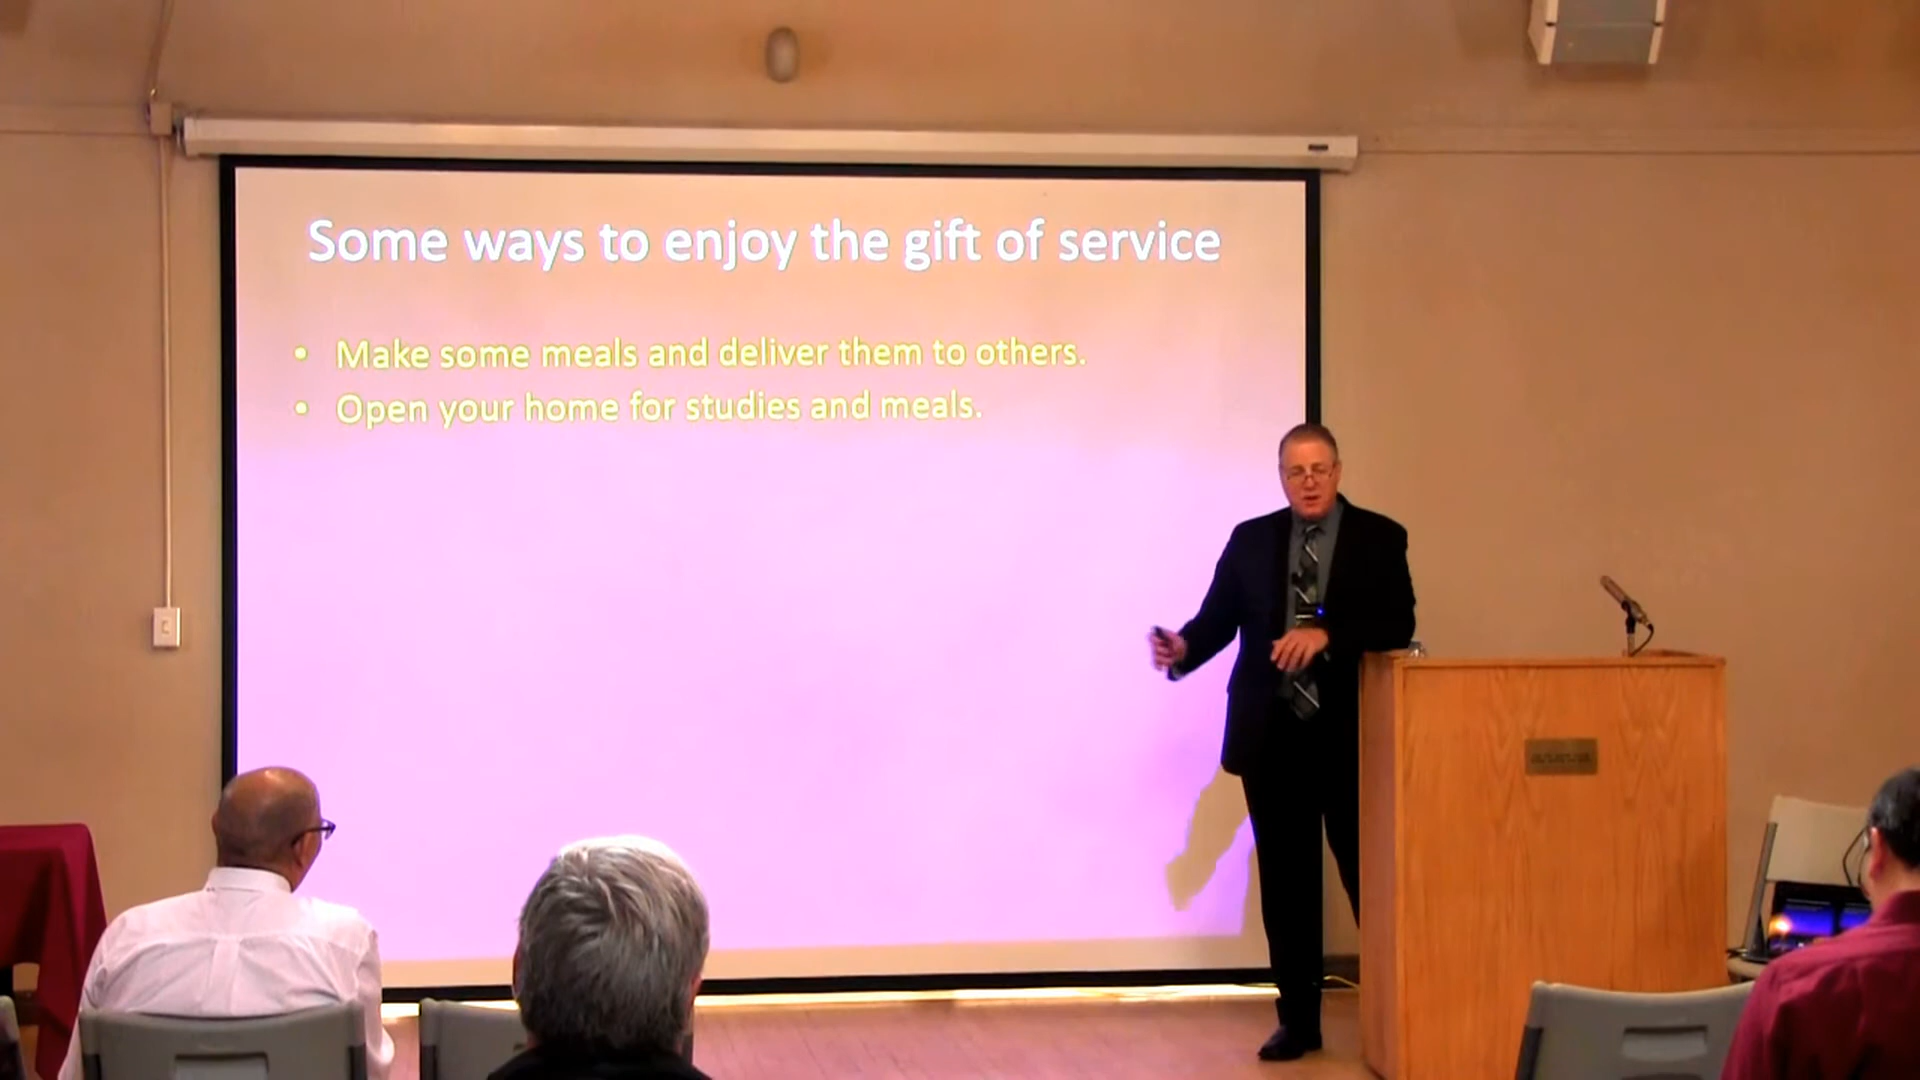 Some ways to enjoy the gift of service
• Make some meals and deliver them to others.
• Open your home for studies and meals.